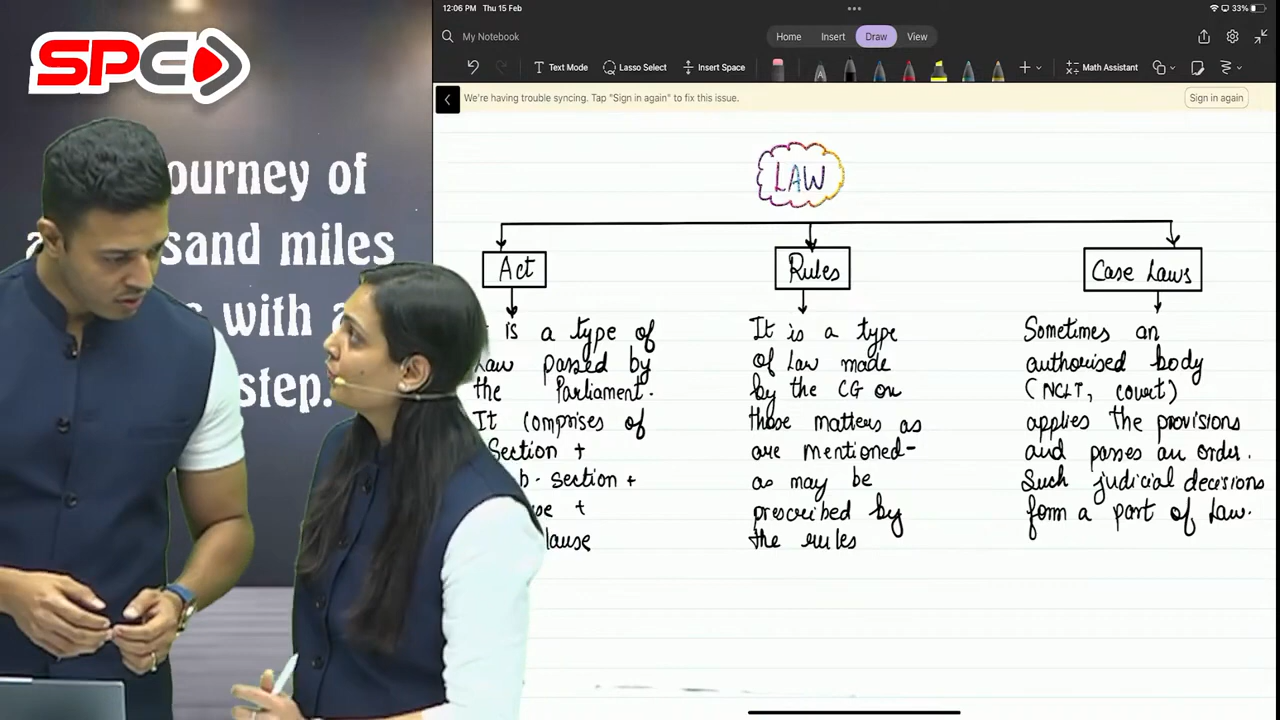 SPED
12:06 PM Thu 15 Feb
33%
My Notebook
Home Insert Draw View
Text Mode Lasso Select Insert Space Math Assistant
We're having trouble syncing. Tap "Sign in again" to fix this issue.
Sign in again
ourney of
sand miles
with a
step.
LAW
Act
is a type of
Law passed by
the Parliament.
It comprises of
Section +
b-section +
use +
lause
Rules
It is a type
of Law made
by the CG on
those matters as
are mentioned-
as may be
prescribed by
the rules
Case Laws
Sometimes an
authorised body
(NCLT, court)
applies the provisions
and passes an order.
Such judicial decisions
form a part of Law.